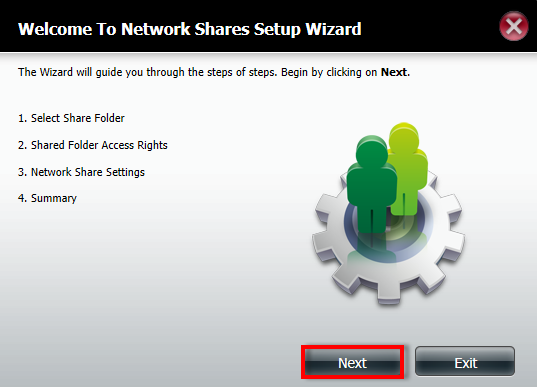 Welcome To Network Shares Setup Wizard
The Wizard will guide you through the steps of steps. Begin by clicking on Next.
1. Select Share Folder
2. Shared Folder Access Rights
3. Network Share Settings
4. Summary
Next
Exit